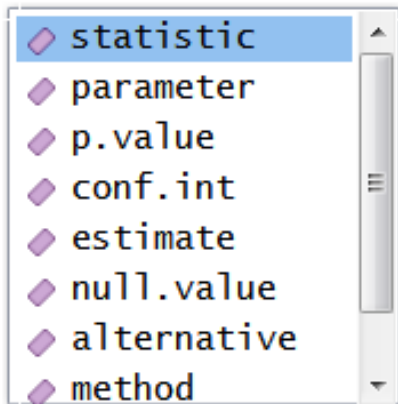 statistic
parameter
p.value
conf.int
estimate
null.value
alternative
method